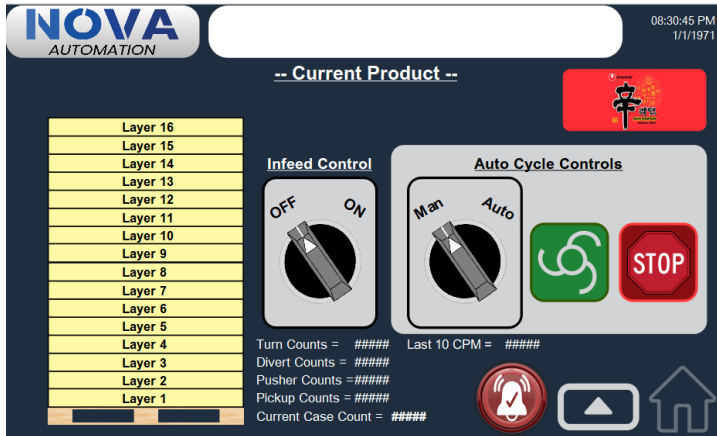 NOVA
AUTOMATION
08:30:45 PM
1/1/1971
-- Current Product --
辛
라면
Layer 16
Layer 15
Layer 14
Layer 13
Layer 12
Layer 11
Layer 10
Layer 9
Layer 8
Layer 7
Layer 6
Layer 5
Layer 4
Layer 3
Layer 2
Layer 1
Infeed Control
OFF
ON
Auto Cycle Controls
Man
Auto
STOP
Turn Counts = #####
Last 10 CPM = #####
Divert Counts = #####
Pusher Counts =#####
Pickup Counts =#####
Current Case Count = #####